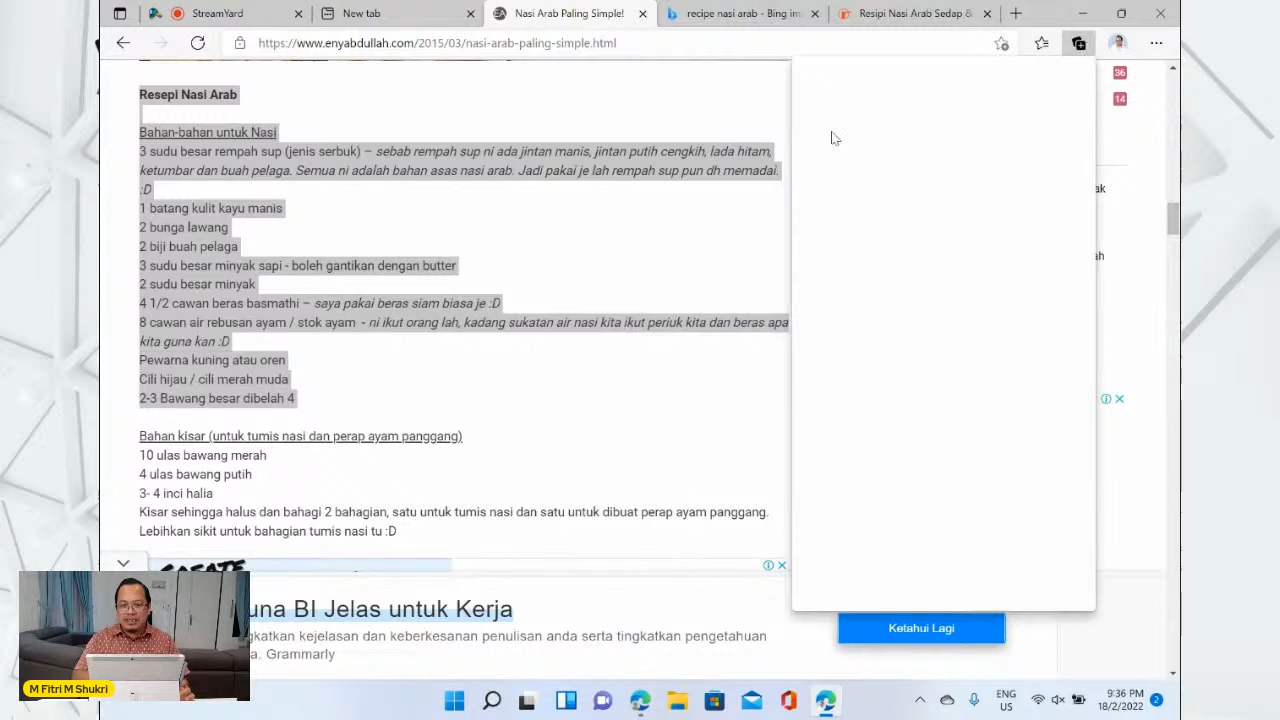 StreamYard
New tab
Nasi Arab Paling Simple!
recipe nasi arab - Bing im
Resipi Nasi Arab Sedap &
https://www.enyabdullah.com/2015/03/nasi-arab-paling-simple.html
36
14
Resepi Nasi Arab
Bahan-bahan untuk Nasi
3 sudu besar rempah sup (jenis serbuk) – sebab rempah sup ni ada jintan manis, jintan putih cengkih, lada hitam,
ketumbar dan buah pelaga. Semua ni adalah bahan asas nasi arab. Jadi pakai je lah rempah sup pun dh memadai.
:D
1 batang kulit kayu manis
2 bunga lawang
2 biji buah pelaga
3 sudu besar minyak sapi - boleh gantikan dengan butter
2 sudu besar minyak
4 1/2 cawan beras basmathi – saya pakai beras siam biasa je :D
8 cawan air rebusan ayam / stok ayam - ni ikut orang lah, kadang sukatan air nasi kita ikut periuk kita dan beras apa
kita guna kan :D
Pewarna kuning atau oren
Cili hijau / cili merah muda
2-3 Bawang besar dibelah 4
Bahan kisar (untuk tumis nasi dan perap ayam panggang)
10 ulas bawang merah
4 ulas bawang putih
3- 4 inci halia
Kisar sehingga halus dan bahagi 2 bahagian, satu untuk tumis nasi dan satu untuk dibuat perap ayam panggang.
Lebihkan sikit untuk bahagian tumis nasi tu :D
ak
ah
CREATE
una BI Jelas untuk Kerja
gkatkan kejelasan dan keberkesanan penulisan anda serta tingkatkan pengetahuan
a. Grammarly
Ketahui Lagi
M Fitri M Shukri
ENG
US
9:36 PM
18/2/2022
2